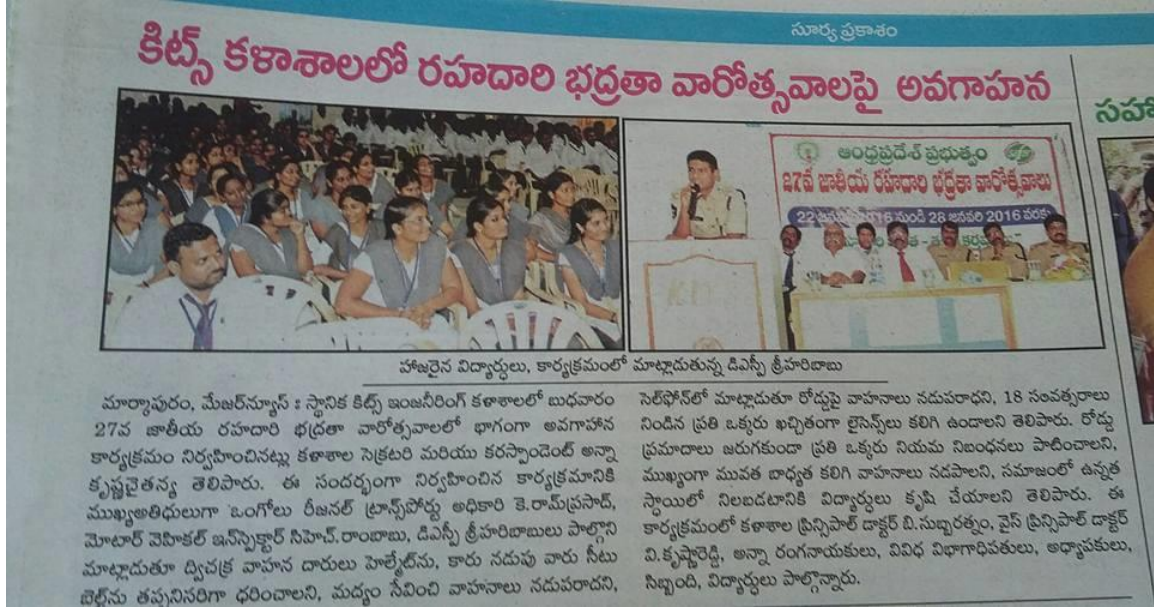 సూర్య ప్రకాశం
కిట్స్ కళాశాలలో రహదారి భద్రతా వారోత్సవాలపై అవగాహన
సహా
ఆంధ్రప్రదేశ్ ప్రభుత్వం
27వ జాతీయ రహదారి భద్రతా వారోత్సవాలు
2016 నుండి 28 జనవరి 2016 వరకు
హాజరైన విద్యార్థులు, కార్యక్రమంలో మాట్లాడుతున్న డిఎస్పీ శ్రీహరిబాబు
మార్కాపురం, మేజర్‌న్యూస్ : స్థానిక కిట్స్ ఇంజనీరింగ్ కళాశాలలో బుధవారం
27వ జాతీయ రహదారి భద్రతా వారోత్సవాలలో భాగంగా అవగాహాన
కార్యక్రమం నిర్వహించినట్లు కళాశాల సెక్రటరి మరియు కరస్పాండెంట్ అన్నా
కృష్ణచైతన్య తెలిపారు. ఈ సందర్భంగా నిర్వహించిన కార్యక్రమానికి
ముఖ్యఅతిధులుగా ఒంగోలు రీజనల్ ట్రాన్స్‌పోర్టు అధికారి కె.రామ్‌ప్రసాద్,
మోటార్ వెహికల్ ఇన్‌స్పెక్టార్ సిహెచ్.రాంబాబు, డిఎస్పీ శ్రీహరిబాబులు పాల్గొని
మాట్లాడుతూ ద్విచక్ర వాహన దారులు హెల్మేట్‌ను, కారు నడుపు వారు సీటు
బెల్ట్‌ను తప్పనిసరిగా ధరించాలని, మద్యం సేవించి వాహనాలు నడుపరాదని,
సెల్‌ఫోన్‌లో మాట్లాడుతూ రోడ్డుపై వాహనాలు నడుపరాధని, 18 సంవత్సరాలు
నిండిన ప్రతి ఒక్కరు ఖచ్చితంగా లైసెన్స్‌లు కలిగి ఉండాలని తెలిపారు. రోడ్డు
ప్రమాదాలు జరుగకుండా ప్రతి ఒక్కరు నియమ నిబంధనలు పాటించాలని,
ముఖ్యంగా యువత బాధ్యత కలిగి వాహనాలు నడపాలని, సమాజంలో ఉన్నత
స్థాయిలో నిలబడటానికి విద్యార్థులు కృషి చేయాలని తెలిపారు. ఈ
కార్యక్రమంలో కళాశాల ప్రిన్సిపాల్ డాక్టర్ బి.సుబ్బరత్నం, వైస్ ప్రిన్సిపాల్ డాక్టర్
వి.కృష్ణారెడ్డి, అన్నా రంగనాయకులు, వివిధ విభాగాధిపతులు, అధ్యాపకులు,
సిబ్బంది, విద్యార్థులు పాల్గొన్నారు.